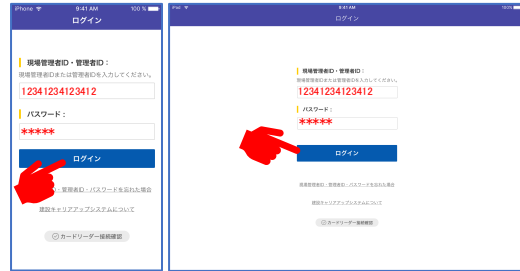 iPhone 9:41 AM 100 %
ログイン
現場管理者ID・管理者ID：
現場管理者IDまたは管理者IDを入力してください。
12341234123412
パスワード：
*****
ログイン
・管理者ID・パスワードを忘れた場合
建設キャリアアップシステムについて
カードリーダー接続確認
iPad 9:41 AM 100%
ログイン
現場管理者ID・管理者ID：
現場管理者IDまたは管理者IDを入力してください。
12341234123412
パスワード：
*****
ログイン
現場管理者ID・管理者ID・パスワードを忘れた場合
建設キャリアアップシステムについて
カードリーダー接続確認